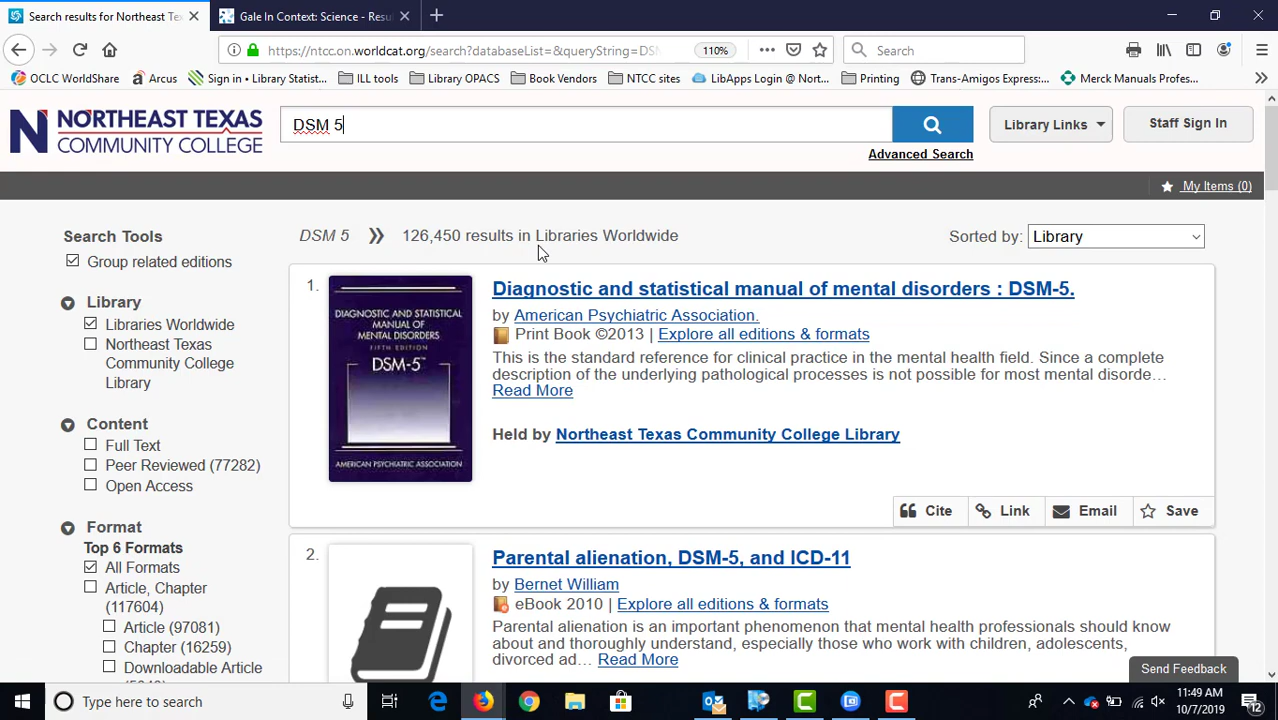 Search results for Northeast Te
Gale In Context: Science - Resu
https://ntcc.on.worldcat.org/search?databaseList=&queryString=DSM
110%
Search
OCLC WorldShare
Arcus
Sign in • Library Statist...
ILL tools
Library OPACS
Book Vendors
NTCC sites
LibApps Login @ Nort...
Printing
Trans-Amigos Express:...
Merck Manuals Profes...
NORTHEAST TEXAS
COMMUNITY COLLEGE
DSM 5
Library Links
Staff Sign In
Advanced Search
My Items (0)
Search Tools
Group related editions
Library
Libraries Worldwide
Northeast Texas
Community College
Library
Content
Full Text
Peer Reviewed (77282)
Open Access
Format
Top 6 Formats
All Formats
Article, Chapter
(117604)
Article (97081)
Chapter (16259)
Downloadable Article
DSM 5 » 126,450 results in Libraries Worldwide
Sorted by: Library
1.
DIAGNOSTIC AND STATISTICAL
MANUAL OF
MENTAL DISORDERS
FIFTH EDITION
DSM-5™
AMERICAN PSYCHIATRIC ASSOCIATION
Diagnostic and statistical manual of mental disorders : DSM-5.
by American Psychiatric Association.
Print Book ©2013 | Explore all editions & formats
This is the standard reference for clinical practice in the mental health field. Since a complete
description of the underlying pathological processes is not possible for most mental disorde…
Read More
Held by Northeast Texas Community College Library
Cite
Link
Email
Save
2.
Parental alienation, DSM-5, and ICD-11
by Bernet William
eBook 2010 | Explore all editions & formats
Parental alienation is an important phenomenon that mental health professionals should know
about and thoroughly understand, especially those who work with children, adolescents,
divorced ad… Read More
Send Feedback
Type here to search
11:49 AM
10/7/2019
12